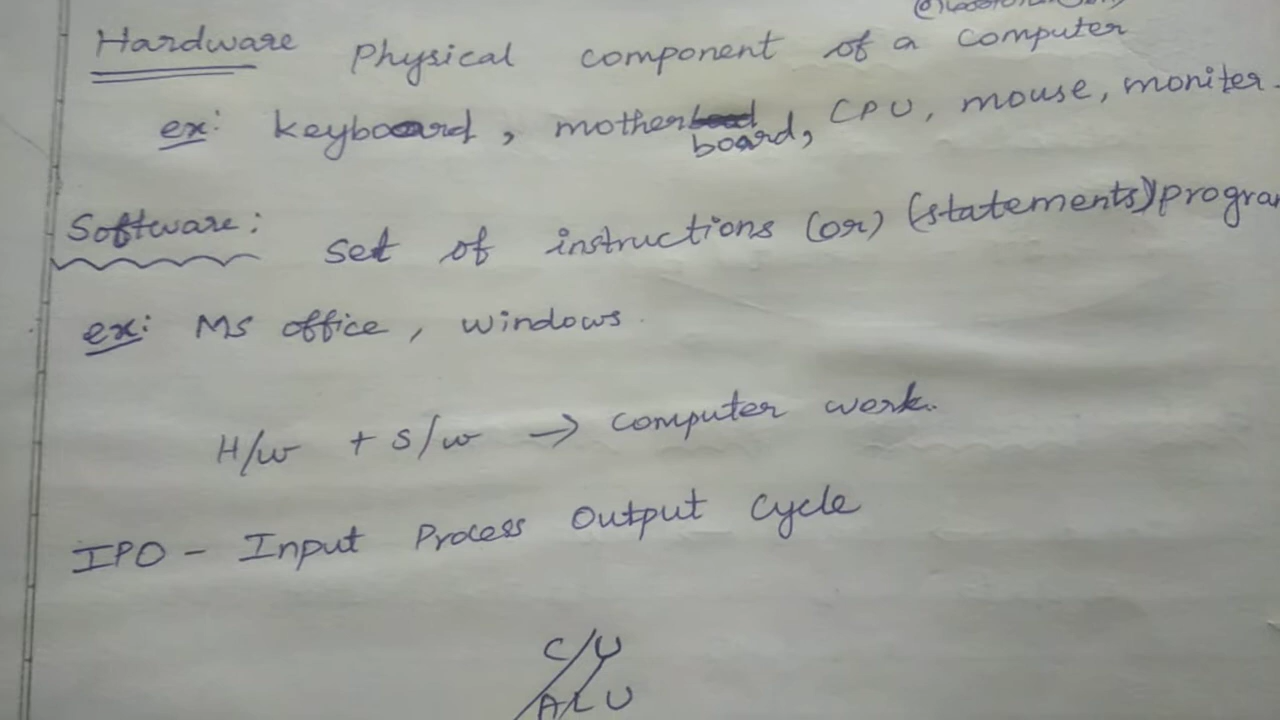 Hardware Physical component of a computer
ex: keyboard, motherboard, CPU, mouse, moniter.
Software: set of instructions (or) (statements) progra
ex: MS office, windows.
H/w + S/w → computer work.
IPO - Input Process Output cycle
C/U
ALU